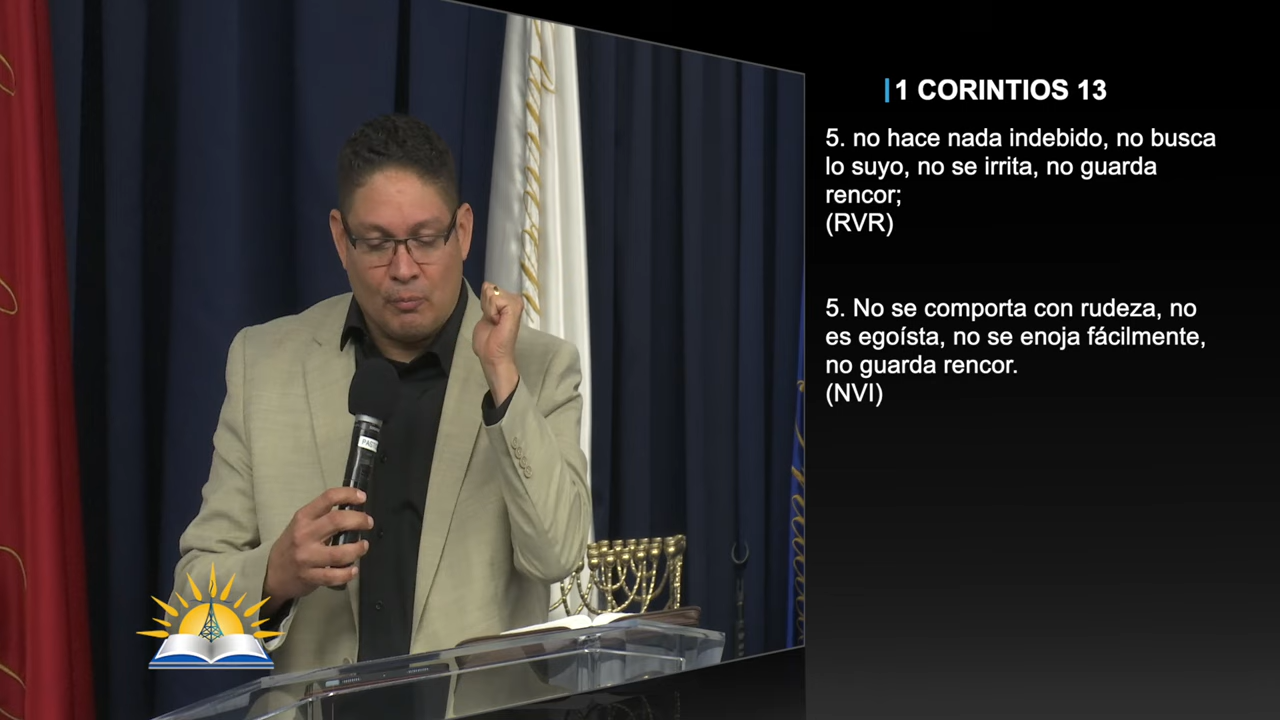 1 CORINTIOS 13
5. no hace nada indebido, no busca
lo suyo, no se irrita, no guarda
rencor;
(RVR)
5. No se comporta con rudeza, no
es egoísta, no se enoja fácilmente,
no guarda rencor.
(NVI)